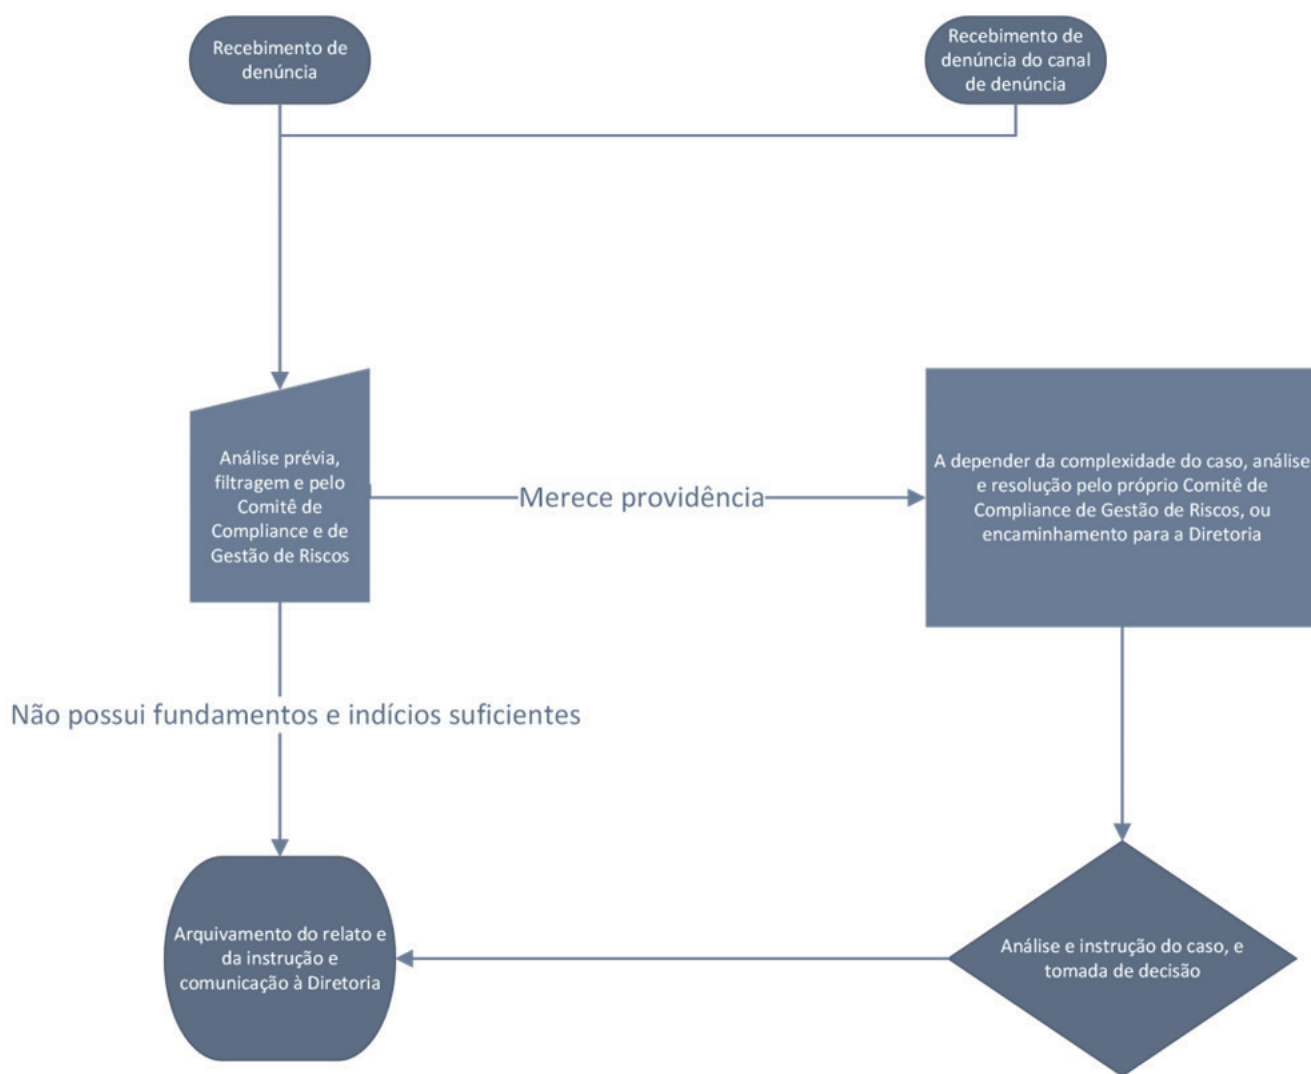 Recebimento de
denúncia
Recebimento de
denúncia do canal
de denúncia
Análise prévia,
filtragem e pelo
Comitê de
Compliance e de
Gestão de Riscos
Merece providência
A depender da complexidade do caso, análise
e resolução pelo próprio Comitê de
Compliance de Gestão de Riscos, ou
encaminhamento para a Diretoria
Não possui fundamentos e indícios suficientes
Arquivamento do relato e
da instrução e
comunicação à Diretoria
Análise e instrução do caso, e
tomada de decisão